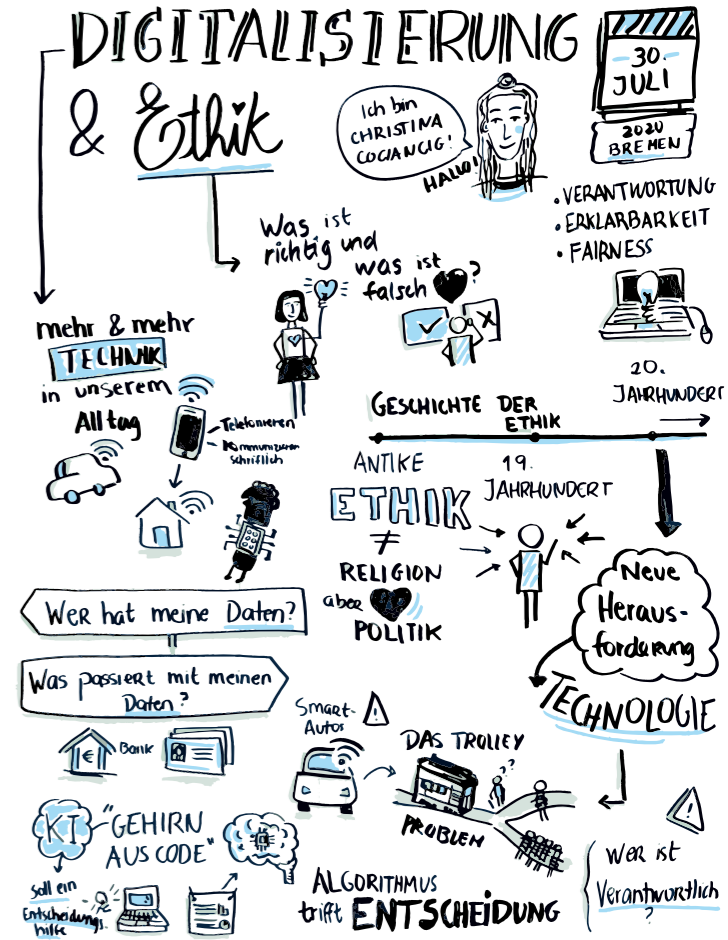 DIGITALISIERUNG
& Ethik
Ich bin
CHRISTINA
COCIANCIG!
HALLO!
30.
JULI
2020
BREMEN
• VERANTWORTUNG
• ERKLARBARKEIT
• FAIRNESS
Was ist
richtig und
was ist
falsch ?
mehr & mehr
TECHNIK
in unserem
Alltag
Telefonieren
Kommunizieren
schriftlich
GESCHICHTE DER
ETHIK
ANTIKE
19.
JAHRHUNDERT
20.
JAHRHUNDERT
ETHIK
≠
RELIGION
aber
POLITIK
Neue
Heraus-
forderung
TECHNOLOGIE
WER hat meine Daten?
Was passiert mit meinen
Daten?
€
Bank
Smart-
Autos
!
DAS TROLLEY
PROBLEM
??
!
WER iST
Verantwortlich
?
KI
"GEHIRN
AUS CODE"
soll ein
Entscheidungs
hilfe
ALGORITHMUS
trifft ENTSCHEIDUNG